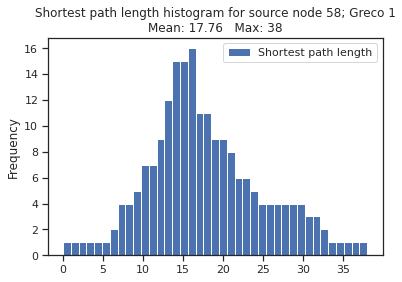 Shortest path length histogram for source node 58; Greco 1
Mean: 17.76   Max: 38
Shortest path length
Frequency
16
14
12
10
8
6
4
2
0
0 5 10 15 20 25 30 35